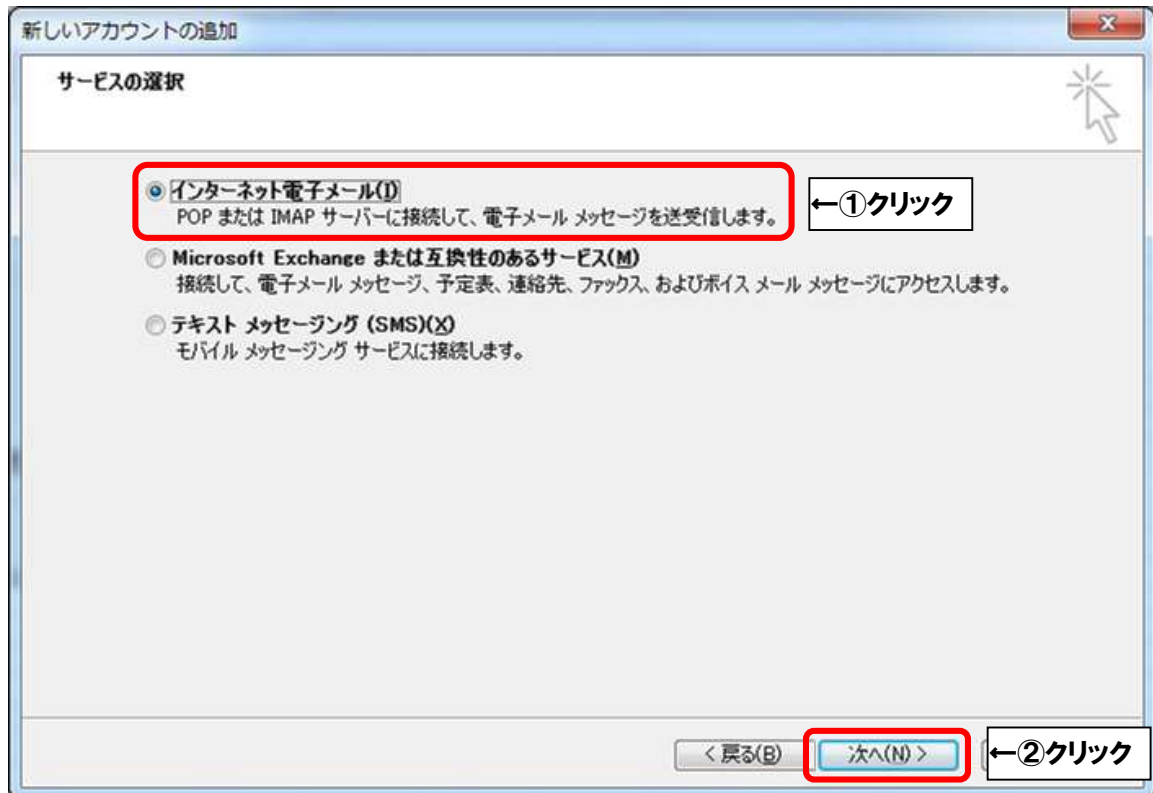 新しいアカウントの追加
サービスの選択
インターネット電子メール(I)
POP または IMAP サーバーに接続して、電子メール メッセージを送受信します。
←①クリック
Microsoft Exchange または互換性のあるサービス(M)
接続して、電子メール メッセージ、予定表、連絡先、ファックス、およびボイス メール メッセージにアクセスします。
テキスト メッセージング (SMS)(X)
モバイル メッセージング サービスに接続します。
< 戻る(B)
次へ(N) >
←②クリック